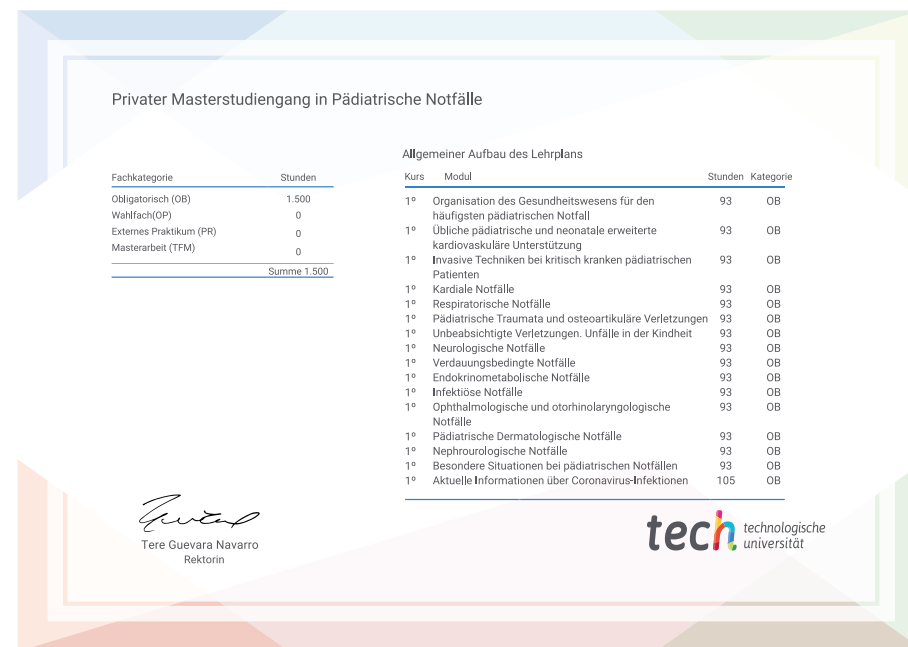 Privater Masterstudiengang in Pädiatrische Notfälle
Fachkategorie Stunden
Obligatorisch (OB) 1.500
Wahlfach(OP) 0
Externes Praktikum (PR) 0
Masterarbeit (TFM) 0
Summe 1.500
Allgemeiner Aufbau des Lehrplans
Kurs Modul Stunden Kategorie
1º Organisation des Gesundheitswesens für den 93 OB
häufigsten pädiatrischen Notfall
1º Übliche pädiatrische und neonatale erweiterte 93 OB
kardiovaskuläre Unterstützung
1º Invasive Techniken bei kritisch kranken pädiatrischen 93 OB
Patienten
1º Kardiale Notfälle 93 OB
1º Respiratorische Notfälle 93 OB
1º Pädiatrische Traumata und osteoartikuläre Verletzungen 93 OB
1º Unbeabsichtigte Verletzungen. Unfälle in der Kindheit 93 OB
1º Neurologische Notfälle 93 OB
1º Verdauungsbedingte Notfälle 93 OB
1º Endokrinometabolische Notfälle 93 OB
1º Infektiöse Notfälle 93 OB
1º Ophthalmologische und otorhinolaryngologische 93 OB
Notfälle
1º Pädiatrische Dermatologische Notfälle 93 OB
1º Nephrourologische Notfälle 93 OB
1º Besondere Situationen bei pädiatrischen Notfällen 93 OB
1º Aktuelle Informationen über Coronavirus-Infektionen 105 OB
Tere Guevara Navarro
Rektorin
tech technologische
universität